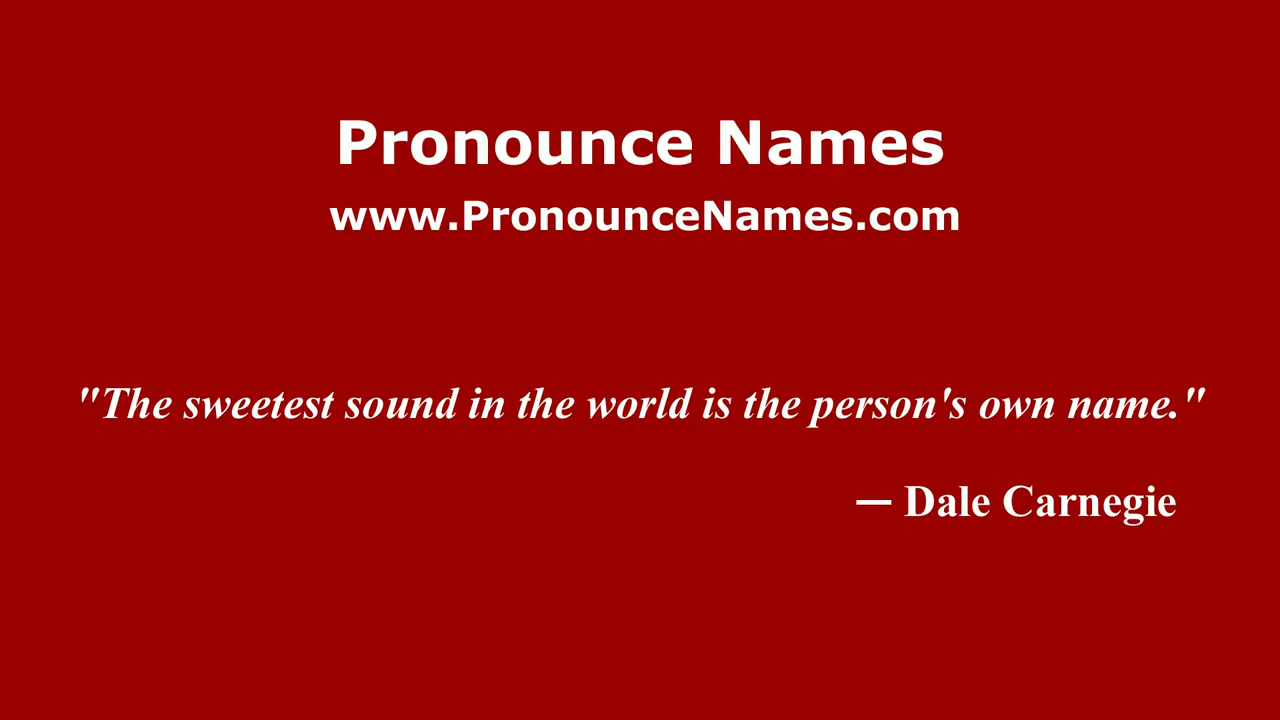 Pronounce Names
www.PronounceNames.com
"The sweetest sound in the world is the person's own name."
— Dale Carnegie